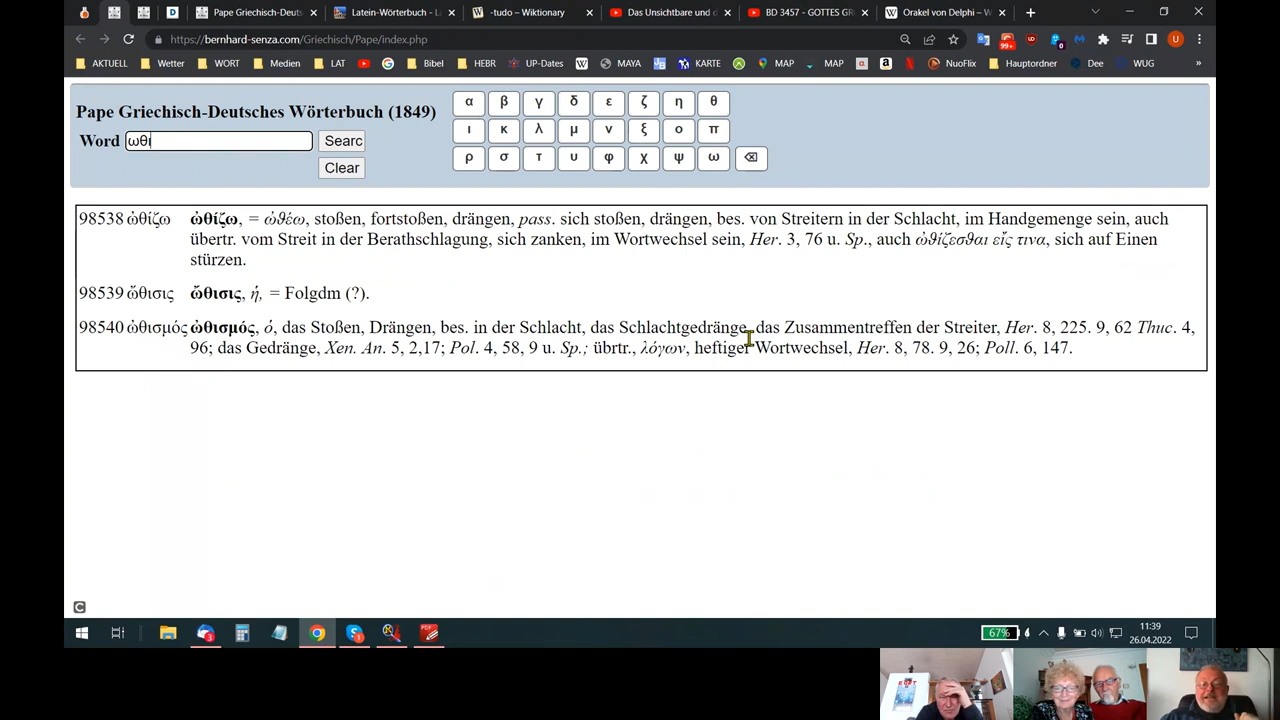 Pape Griechisch-Deuts
Latein-Wörterbuch - L
-tudo – Wiktionary
Das Unsichtbare und d
BD 3457 - GOTTES GR
Orakel von Delphi – W
https://bernhard-senza.com/Griechisch/Pape/index.php
99+
AKTUELL Wetter WORT Medien LAT Bibel HEBR UP-Dates MAYA KARTE MAP MAP NuoFlix Hauptordner Dee WUG »
Pape Griechisch-Deutsches Wörterbuch (1849)
Word ωθι Searc
Clear
α β γ δ ε ζ η θ
ι κ λ μ ν ξ ο π
ρ σ τ υ φ χ ψ ω
98538 ὠθίζω ὠθίζω, = ὠθέω, stoßen, fortstoßen, drängen, pass. sich stoßen, drängen, bes. von Streitern in der Schlacht, im Handgemenge sein, auch
übertr. vom Streit in der Berathschlagung, sich zanken, im Wortwechsel sein, Her. 3, 76 u. Sp., auch ὠθίζεσθαι εἴς τινα, sich auf Einen
stürzen.
98539 ὤθισις ὤθισις, ἡ, = Folgdm (?).
98540 ὠθισμός ὠθισμός, ὁ, das Stoßen, Drängen, bes. in der Schlacht, das Schlachtgedränge, das Zusammentreffen der Streiter, Her. 8, 225. 9, 62 Thuc. 4,
96; das Gedränge, Xen. An. 5, 2,17; Pol. 4, 58, 9 u. Sp.; übrtr., λόγων, heftiger Wortwechsel, Her. 8, 78. 9, 26; Poll. 6, 147.
67%
11:39
26.04.2022